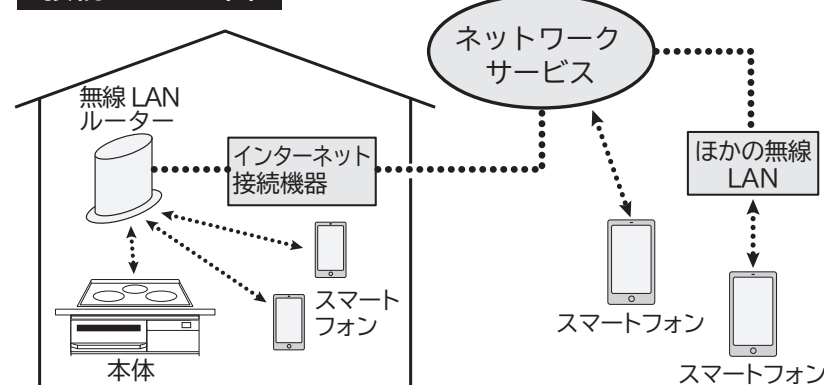 ネットワーク
サービス
無線 LAN
ルーター
インターネット
接続機器
ほかの無線
LAN
スマート
フォン
本体
スマートフォン
スマートフォン